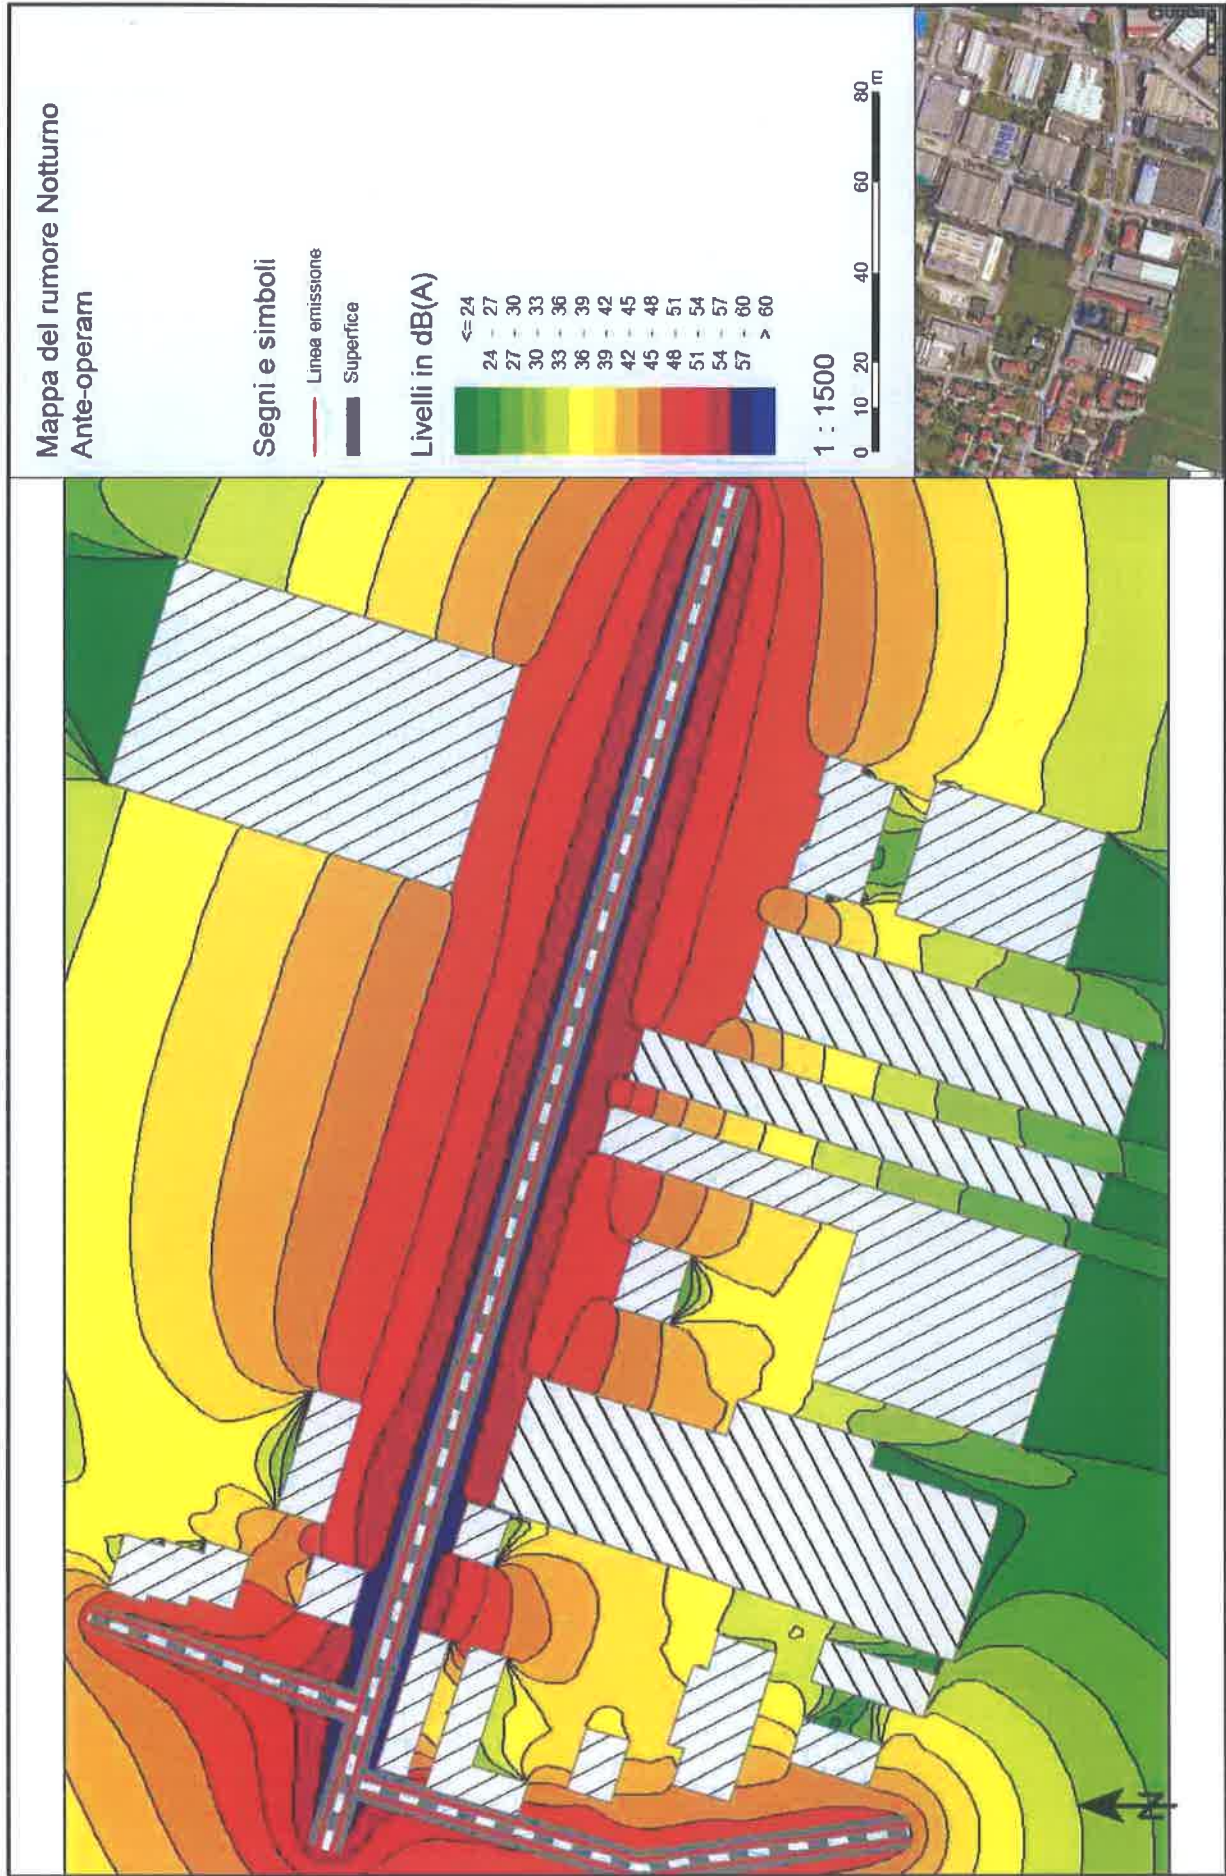 Mappa del rumore Notturno
Ante-operam
Segni e simboli
Linea emissione
Superfice
Livelli in dB(A)
<= 24
24 - 27
27 - 30
30 - 33
33 - 36
36 - 39
39 - 42
42 - 45
45 - 48
48 - 51
51 - 54
54 - 57
57 - 60
> 60
1 : 1500
0 10 20 40 60 80
m
N